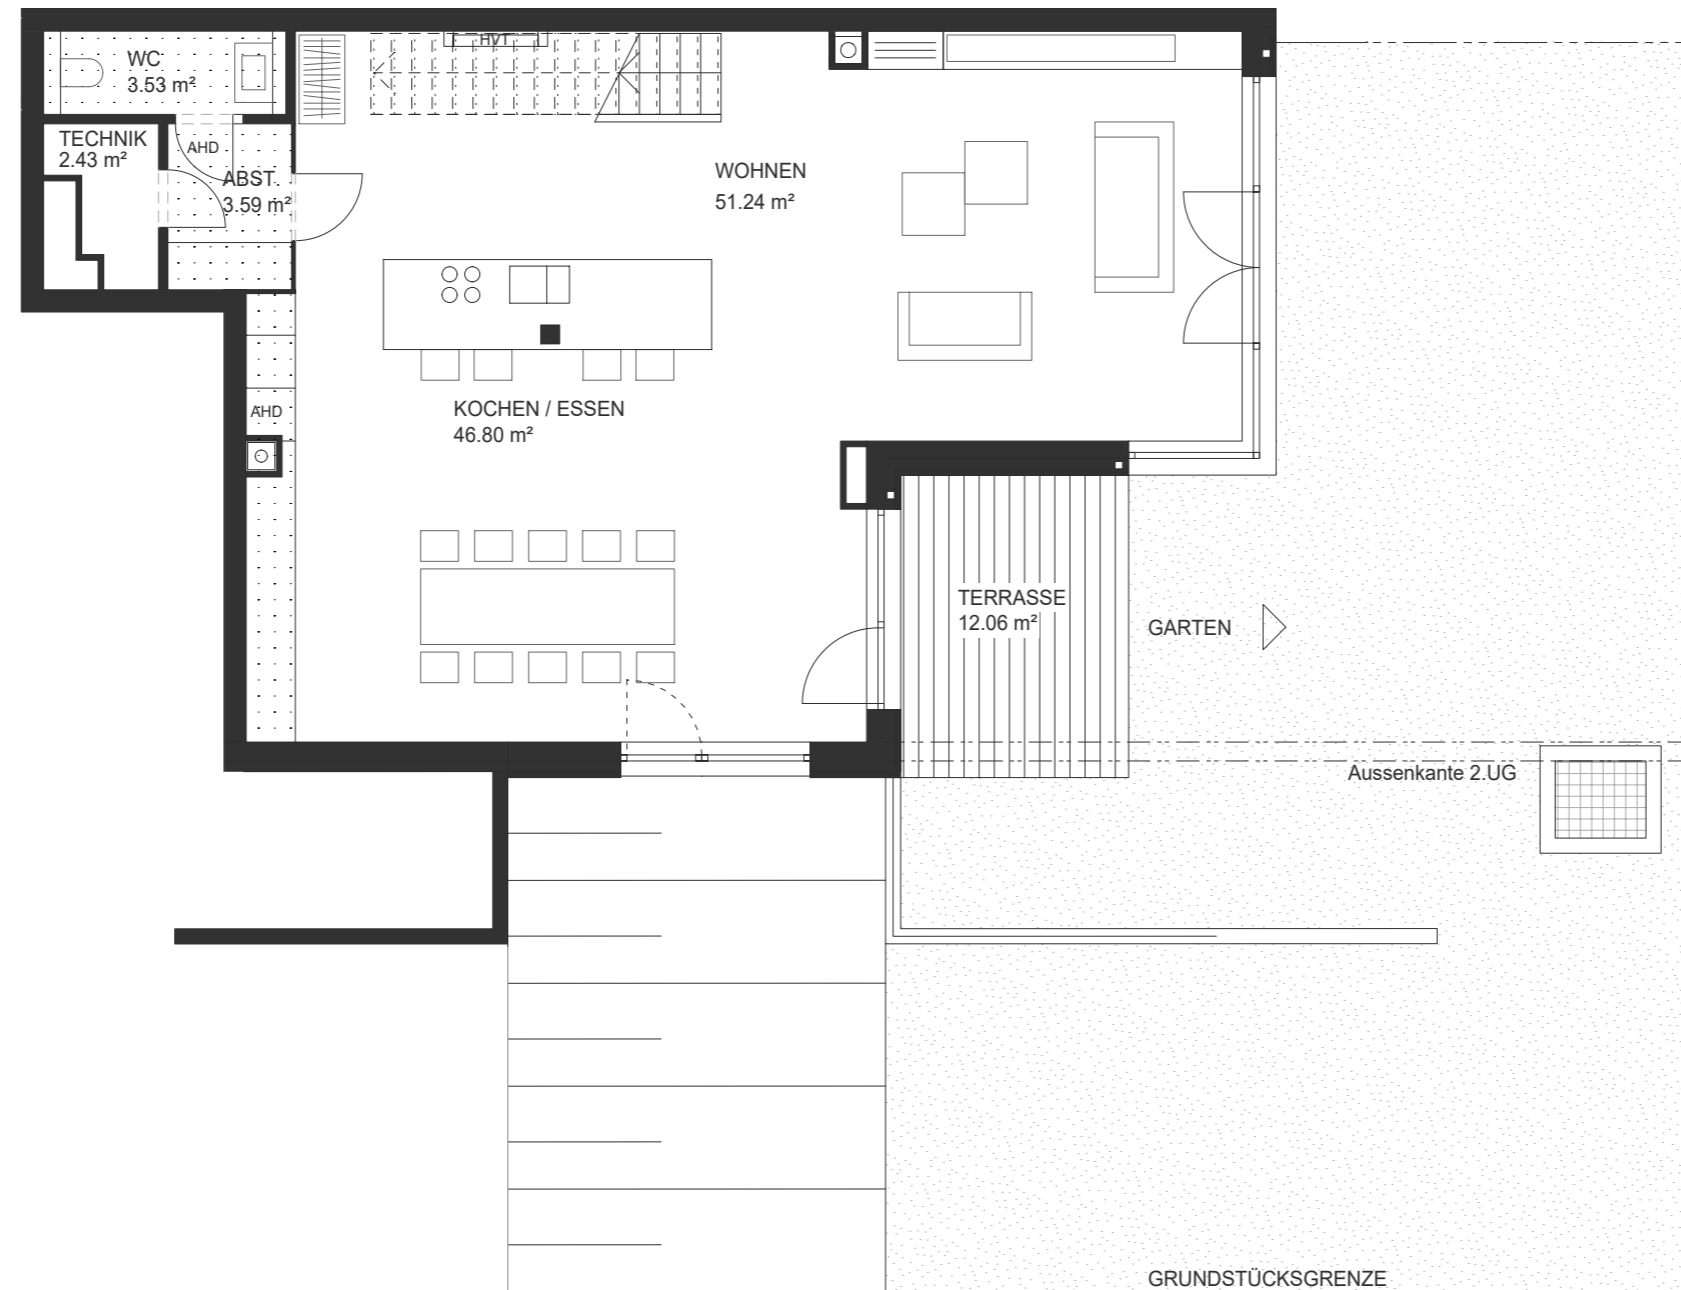 HVT
WC
3.53 m²
TECHNIK
2.43 m²
AHD
ABST.
3.59 m²
WOHNEN
51.24 m²
KOCHEN / ESSEN
46.80 m²
AHD
TERRASSE
12.06 m²
GARTEN
Aussenkante 2.UG
GRUNDSTÜCKSGRENZE